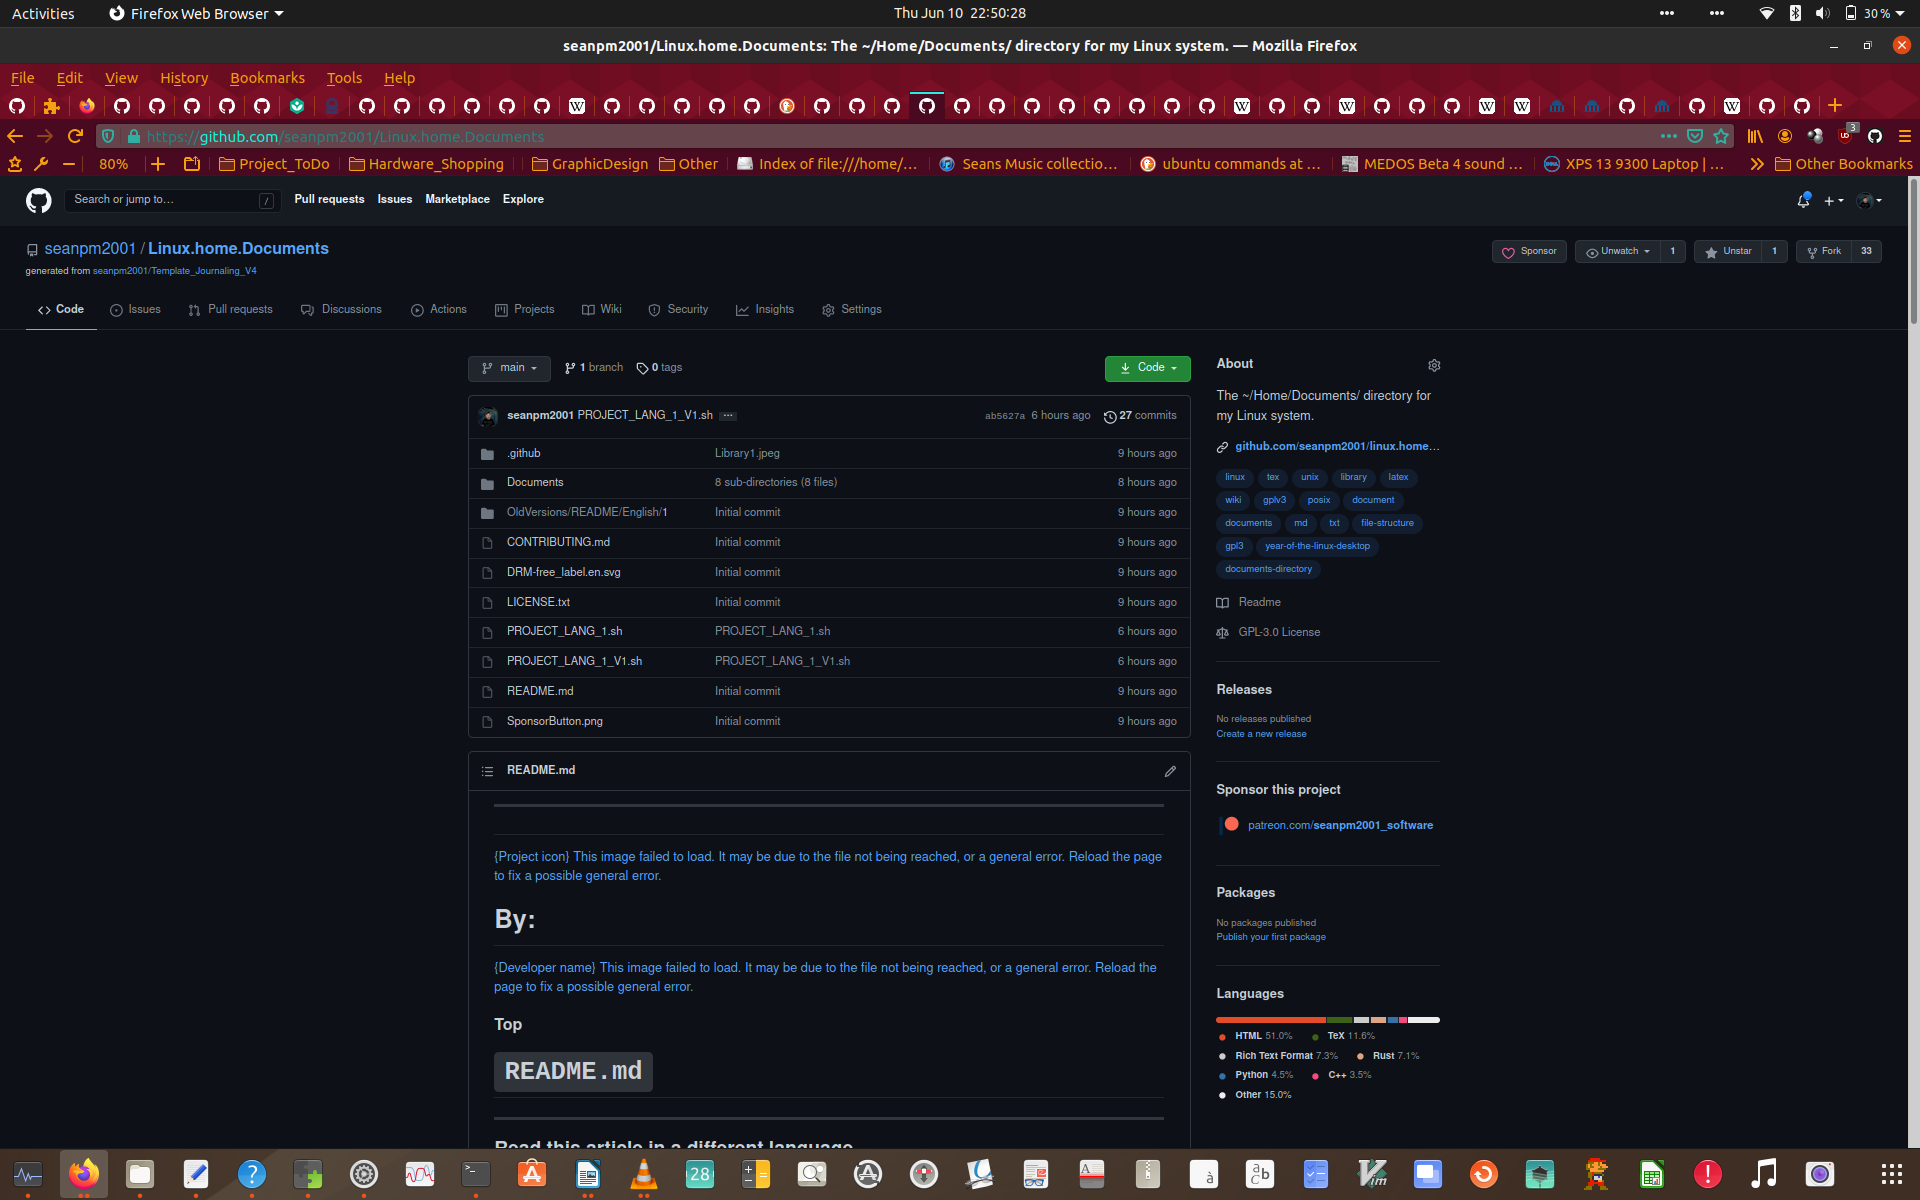 Activities Firefox Web Browser Thu Jun 10 22:50:28 30 %
seanpm2001/Linux.home.Documents: The ~/Home/Documents/ directory for my Linux system. — Mozilla Firefox
File Edit View History Bookmarks Tools Help
https://github.com/seanpm2001/Linux.home.Documents 3
80% Project_ToDo Hardware_Shopping GraphicDesign Other Index of file:///home/... Seans Music collectio... ubuntu commands at ... MEDOS Beta 4 sound ... XPS 13 9300 Laptop | ... Other Bookmarks
Search or jump to... / Pull requests Issues Marketplace Explore
seanpm2001 / Linux.home.Documents Sponsor Unwatch 1 Unstar 1 Fork 33
generated from seanpm2001/Template_Journaling_V4
Code Issues Pull requests Discussions Actions Projects Wiki Security Insights Settings
main 1 branch 0 tags Code
seanpm2001 PROJECT_LANG_1_V1.sh ... ab5627a 6 hours ago 27 commits
.github Library1.jpeg 9 hours ago
Documents 8 sub-directories (8 files) 8 hours ago
OldVersions/README/English/1 Initial commit 9 hours ago
CONTRIBUTING.md Initial commit 9 hours ago
DRM-free_label.en.svg Initial commit 9 hours ago
LICENSE.txt Initial commit 9 hours ago
PROJECT_LANG_1.sh PROJECT_LANG_1.sh 6 hours ago
PROJECT_LANG_1_V1.sh PROJECT_LANG_1_V1.sh 6 hours ago
README.md Initial commit 9 hours ago
SponsorButton.png Initial commit 9 hours ago
README.md
{Project icon} This image failed to load. It may be due to the file not being reached, or a general error. Reload the page
to fix a possible general error.
By:
{Developer name} This image failed to load. It may be due to the file not being reached, or a general error. Reload the
page to fix a possible general error.
Top
README.md
Read this article in a different language
About
The ~/Home/Documents/ directory for
my Linux system.
github.com/seanpm2001/linux.home...
linux tex unix library latex
wiki gplv3 posix document
documents md txt file-structure
gpl3 year-of-the-linux-desktop
documents-directory
Readme
GPL-3.0 License
Releases
No releases published
Create a new release
Sponsor this project
patreon.com/seanpm2001_software
Packages
No packages published
Publish your first package
Languages
HTML 51.0% TeX 11.6%
Rich Text Format 7.3% Rust 7.1%
Python 4.5% C++ 3.5%
Other 15.0%
28